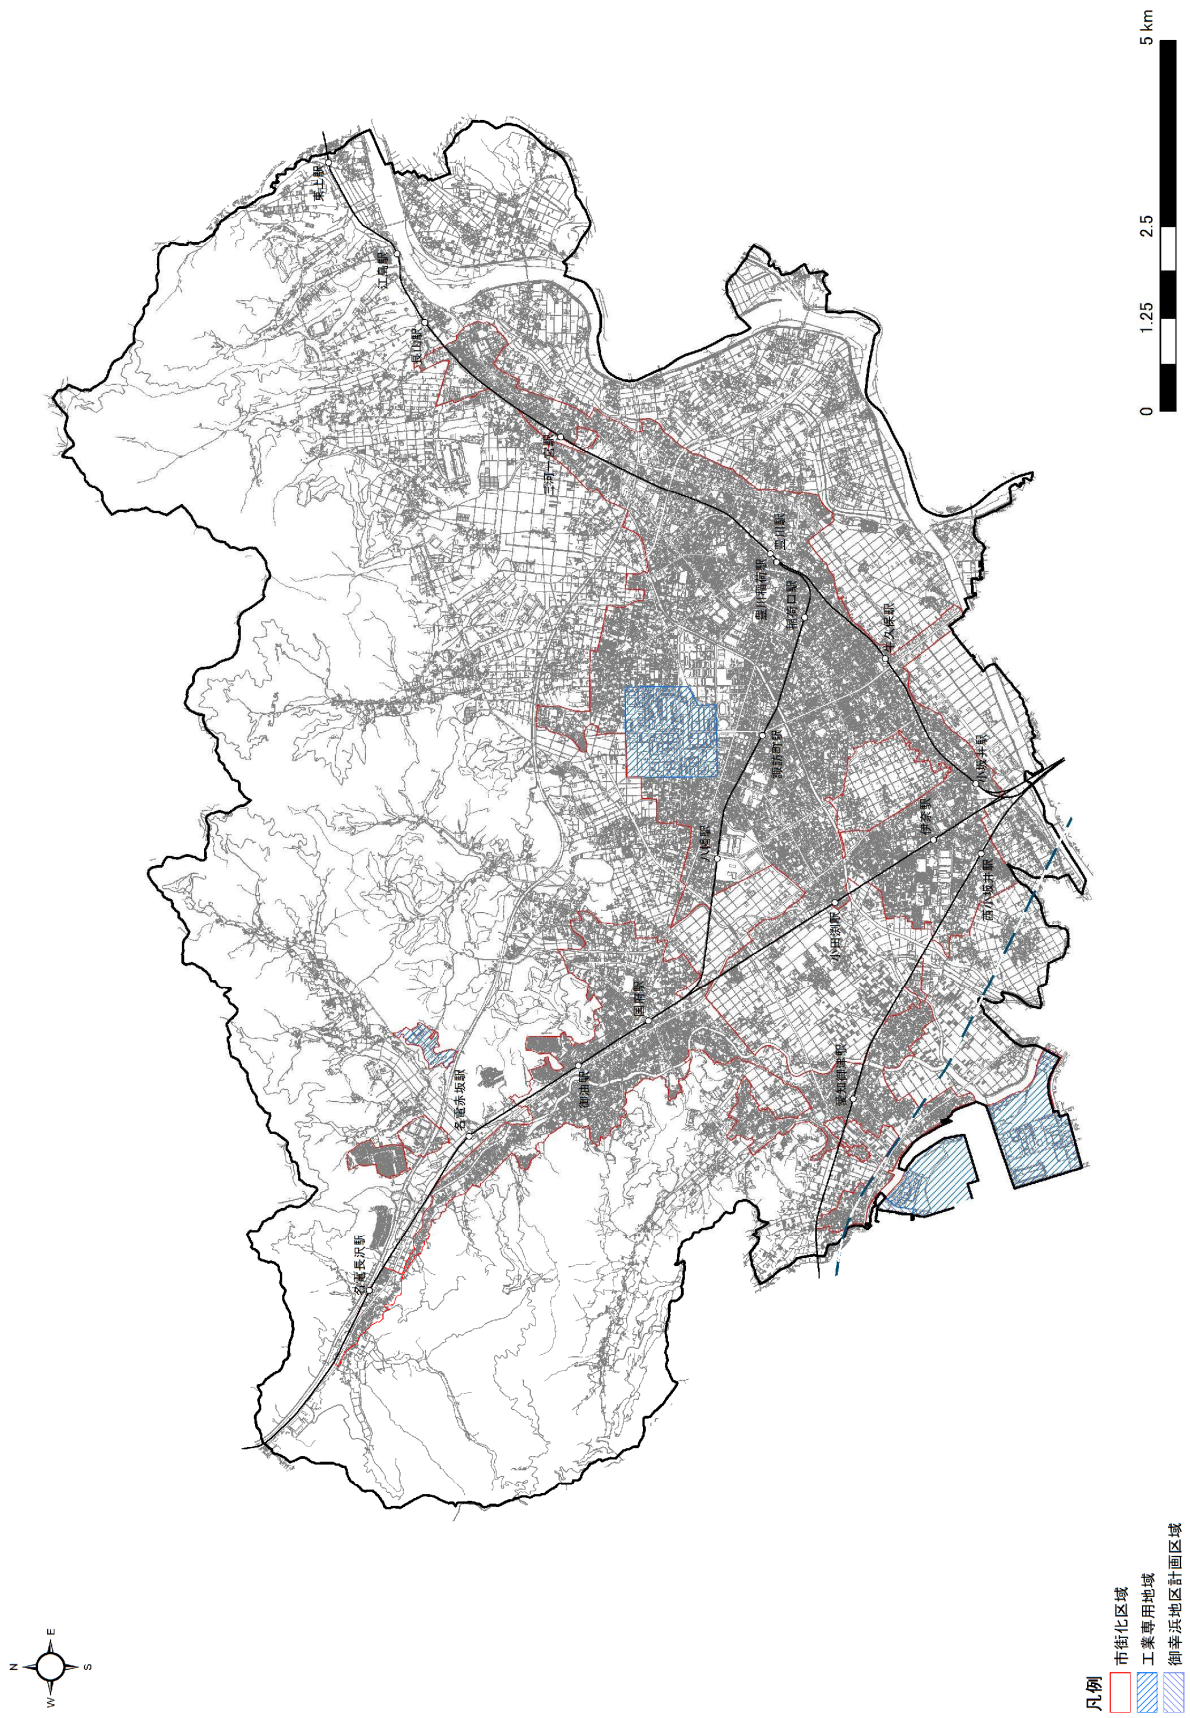 N
W
E
S
東上駅
江島駅
長山駅
三河一宮駅
豊川駅
豊川稲荷駅
稲荷口駅
牛久保駅
諏訪町駅
小坂井駅
八幡駅
伊奈駅
西小坂井駅
小田渕駅
国府駅
御油駅
愛知御津駅
名電赤坂駅
名電長沢駅
0
1.25
2.5
5 km
凡例
市街化区域
工業専用地域
御幸浜地区計画区域